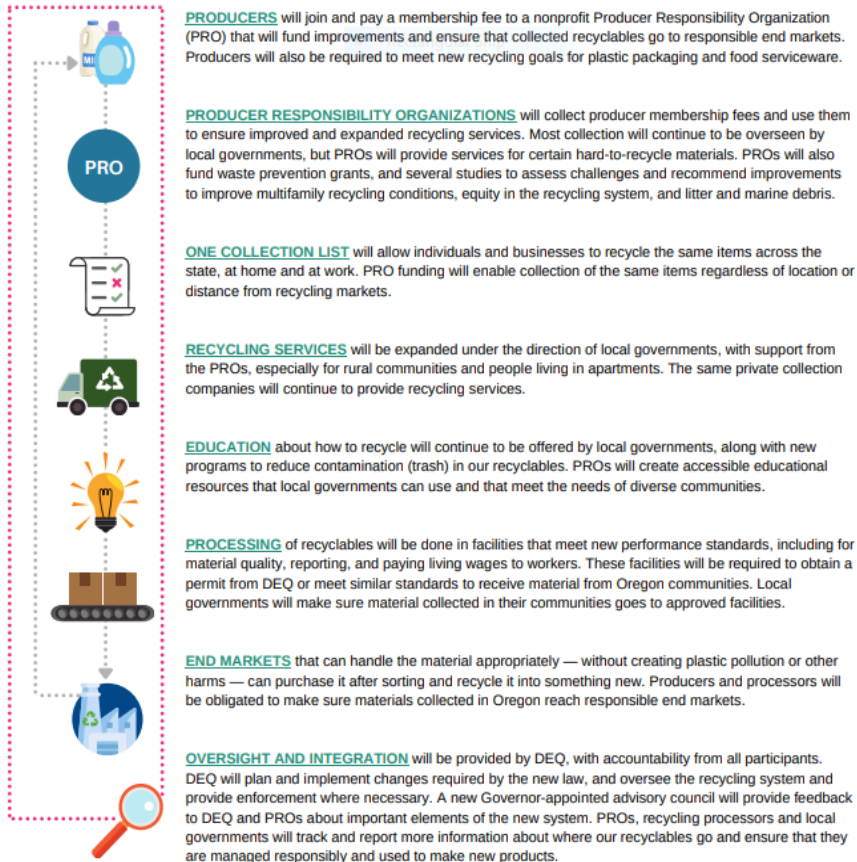 PRODUCERS will join and pay a membership fee to a nonprofit Producer Responsibility Organization
(PRO) that will fund improvements and ensure that collected recyclables go to responsible end markets.
Producers will also be required to meet new recycling goals for plastic packaging and food serviceware.
MI
PRODUCER RESPONSIBILITY ORGANIZATIONS will collect producer membership fees and use them
to ensure improved and expanded recycling services. Most collection will continue to be overseen by
local governments, but PROs will provide services for certain hard-to-recycle materials. PROs will also
fund waste prevention grants, and several studies to assess challenges and recommend improvements
to improve multifamily recycling conditions, equity in the recycling system, and litter and marine debris.
PRO
ONE COLLECTION LIST will allow individuals and businesses to recycle the same items across the
state, at home and at work. PRO funding will enable collection of the same items regardless of location or
distance from recycling markets.
RECYCLING SERVICES will be expanded under the direction of local governments, with support from
the PROs, especially for rural communities and people living in apartments. The same private collection
companies will continue to provide recycling services.
EDUCATION about how to recycle will continue to be offered by local governments, along with new
programs to reduce contamination (trash) in our recyclables. PROs will create accessible educational
resources that local governments can use and that meet the needs of diverse communities.
PROCESSING of recyclables will be done in facilities that meet new performance standards, including for
material quality, reporting, and paying living wages to workers. These facilities will be required to obtain a
permit from DEQ or meet similar standards to receive material from Oregon communities. Local
governments will make sure material collected in their communities goes to approved facilities.
END MARKETS that can handle the material appropriately — without creating plastic pollution or other
harms — can purchase it after sorting and recycle it into something new. Producers and processors will
be obligated to make sure materials collected in Oregon reach responsible end markets.
OVERSIGHT AND INTEGRATION will be provided by DEQ, with accountability from all participants.
DEQ will plan and implement changes required by the new law, and oversee the recycling system and
provide enforcement where necessary. A new Governor-appointed advisory council will provide feedback
to DEQ and PROs about important elements of the new system. PROs, recycling processors and local
governments will track and report more information about where our recyclables go and ensure that they
are managed responsibly and used to make new products.